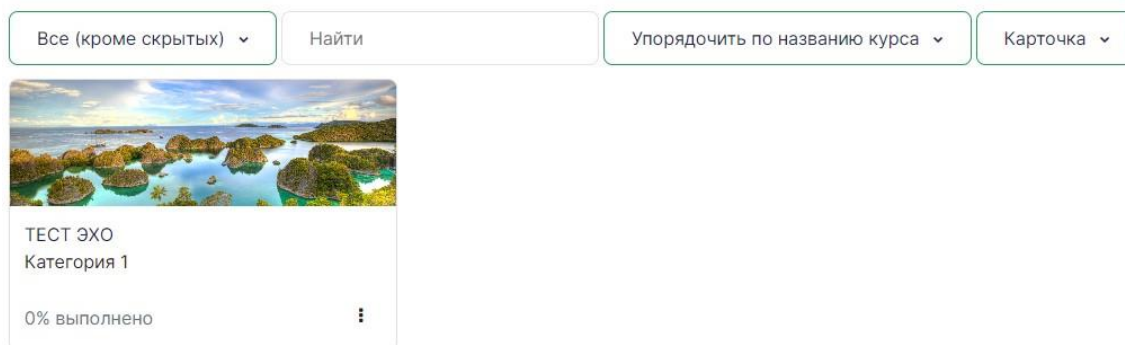 Все (кроме скрытых)
Найти
Упорядочить по названию курса
Карточка
ТЕСТ ЭХО
Категория 1
0% выполнено